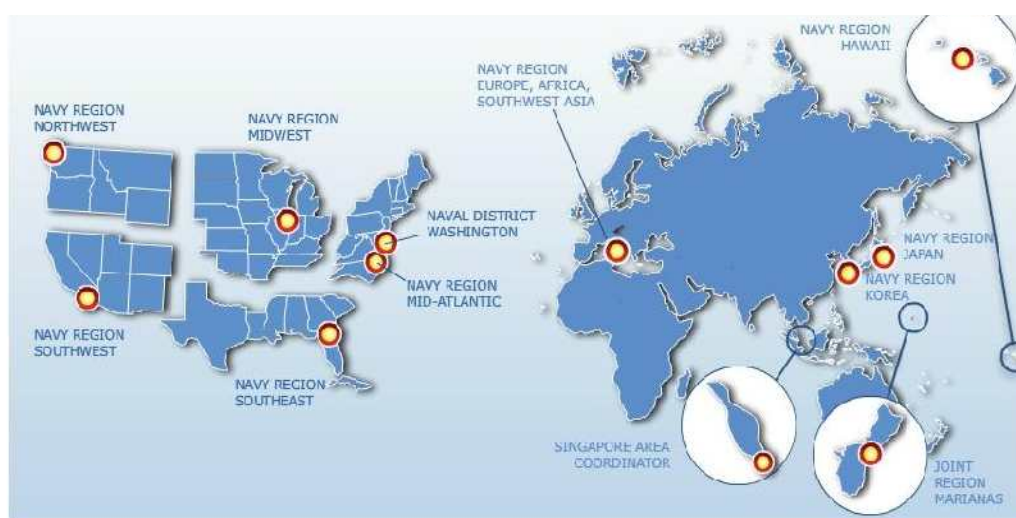 NAVY REGION
HAWAII
NAVY REGION
EUROPE, AFRICA,
SOUTHWEST ASIA
NAVY REGION
NORTHWEST
NAVY REGION
MIDWEST
NAVAL DISTRICT
WASHINGTON
NAVY REGION
JAPAN
NAVY REGION
KOREA
NAVY REGION
MID-ATLANTIC
NAVY REGION
SOUTHWEST
NAVY REGION
SOUTHEAST
SINGAPORE AREA
COORDINATOR
JOINT
REGION
MARIANAS